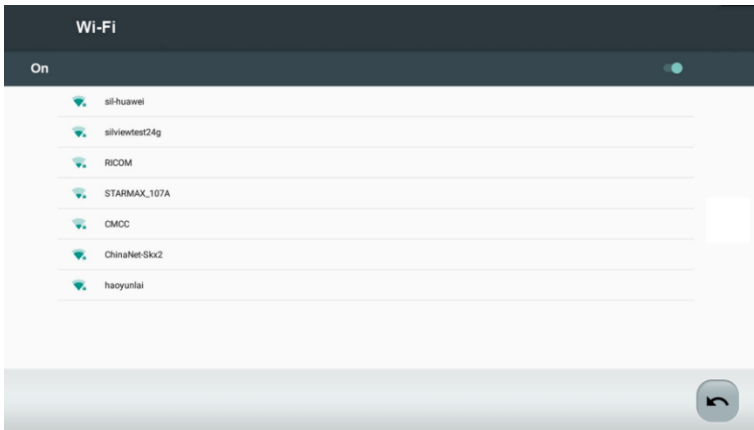 Wi-Fi
On
sil-huawei
silviewtest24g
RICOM
STARMAX_107A
CMCC
ChinaNet-Skx2
haoyunlai